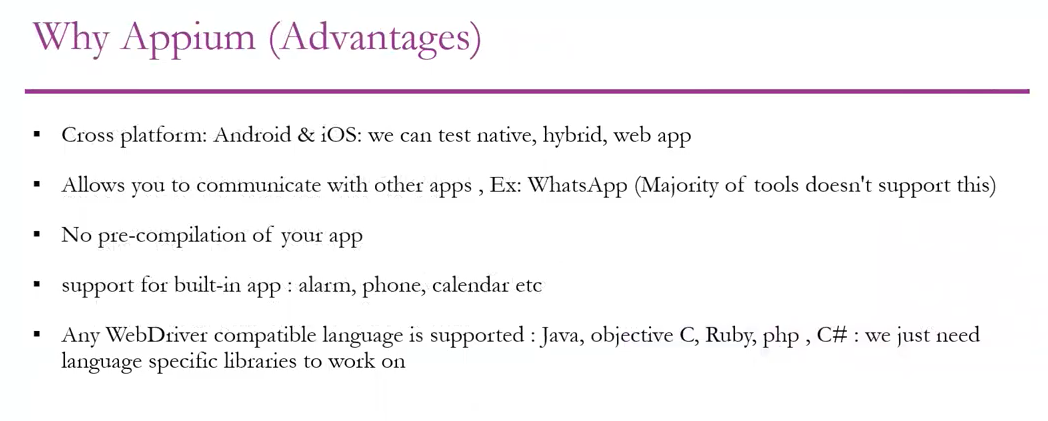 Why Appium (Advantages)
▪ Cross platform: Android & iOS: we can test native, hybrid, web app
▪ Allows you to communicate with other apps , Ex: WhatsApp (Majority of tools doesn't support this)
▪ No pre-compilation of your app
▪ support for built-in app : alarm, phone, calendar etc
▪ Any WebDriver compatible language is supported : Java, objective C, Ruby, php , C# : we just need
language specific libraries to work on